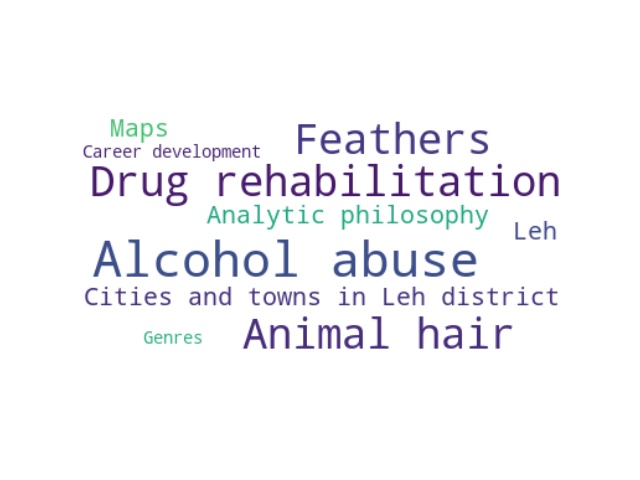 Maps
Feathers
Career development
Drug rehabilitation
Analytic philosophy
Leh
Alcohol abuse
Cities and towns in Leh district
Genres
Animal hair